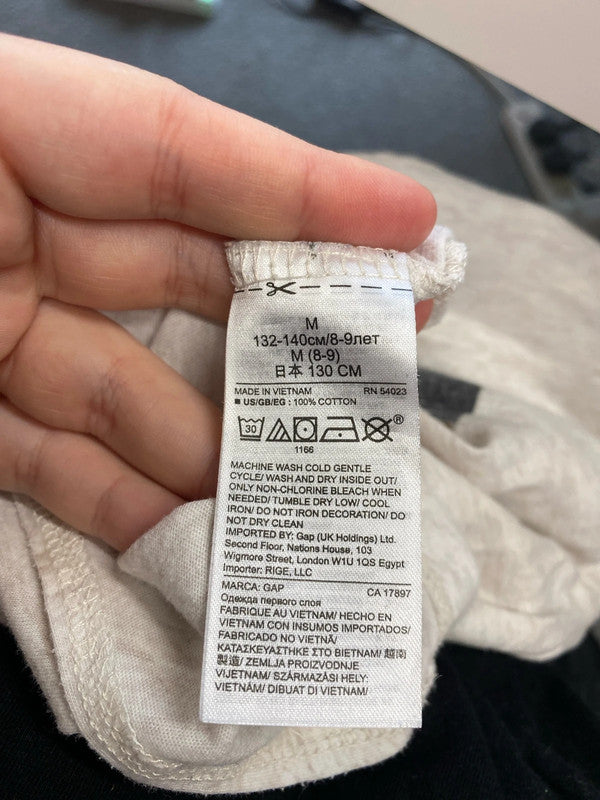 M
132-140см/8-9лет
M (8-9)
日本 130 CM
MADE IN VIETNAM RN 54023
■ US/GB/EG : 100% COTTON
30 ®
1166
MACHINE WASH COLD GENTLE
CYCLE/ WASH AND DRY INSIDE OUT/
ONLY NON-CHLORINE BLEACH WHEN
NEEDED/ TUMBLE DRY LOW/ COOL
IRON/ DO NOT IRON DECORATION/ DO
NOT DRY CLEAN
IMPORTED BY: Gap (UK Holdings) Ltd.
Second Floor, Nations House, 103
Wigmore Street, London W1U 1QS Egypt
Importer: RIGE, LLC
MARCA: GAP CA 17897
Одежда первого слоя
FABRIQUE AU VIETNAM/ HECHO EN
VIETNAM CON INSUMOS IMPORTADOS/
FABRICADO NO VIETNÃ/
ΚΑΤΑΣΚΕΥΑΣΤΗΚΕ ΣΤΟ ΒΙΕΤΝΑΜ/ 越南
製造/ ZEMLJA PROIZVODNJE
VIJETNAM/ SZÁRMAZÁSI HELY:
VIETNÁM/ DIBUAT DI VIETNAM/